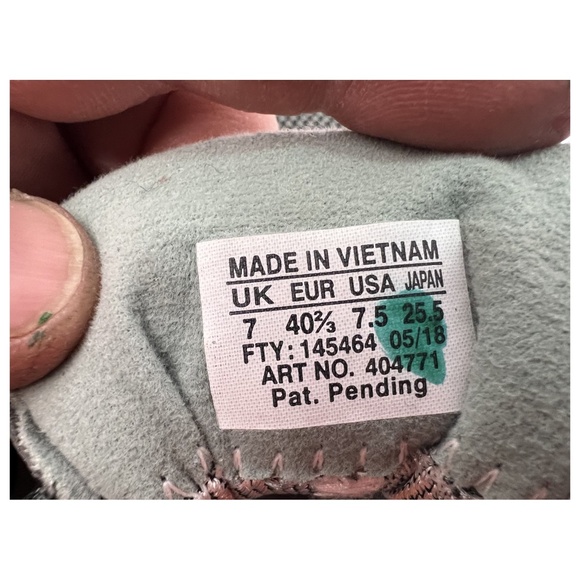 MADE IN VIETNAM
UK EUR USA JAPAN
7 40⅔ 7.5 25.5
FTY: 145464 05/18
ART NO. 404771
Pat. Pending